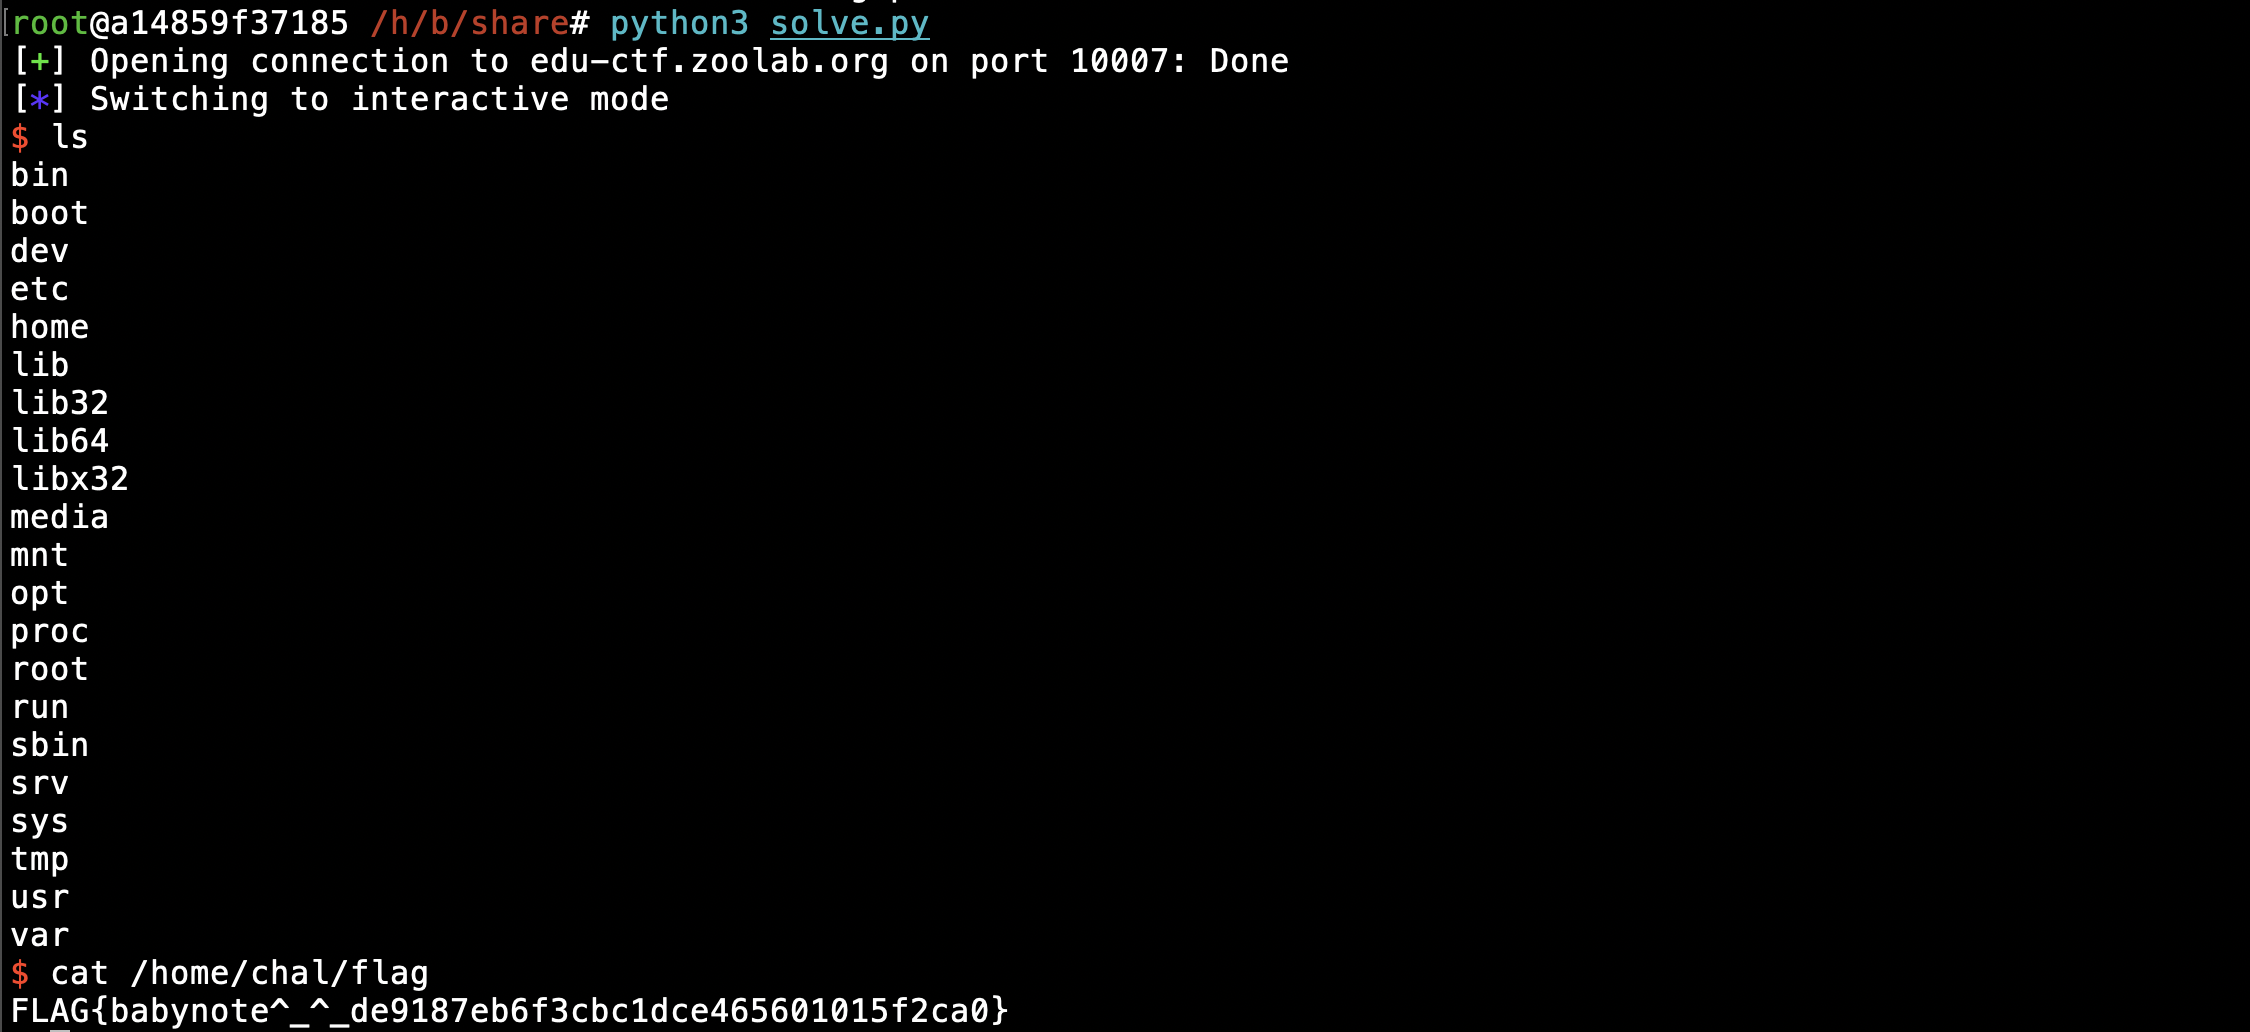 root@a14859f37185 /h/b/share# python3 solve.py
[+] Opening connection to edu-ctf.zoolab.org on port 10007: Done
[*] Switching to interactive mode
$ ls
bin
boot
dev
etc
home
lib
lib32
lib64
libx32
media
mnt
opt
proc
root
run
sbin
srv
sys
tmp
usr
var
$ cat /home/chal/flag
FLAG{babynote^_^_de9187eb6f3cbc1dce465601015f2ca0}